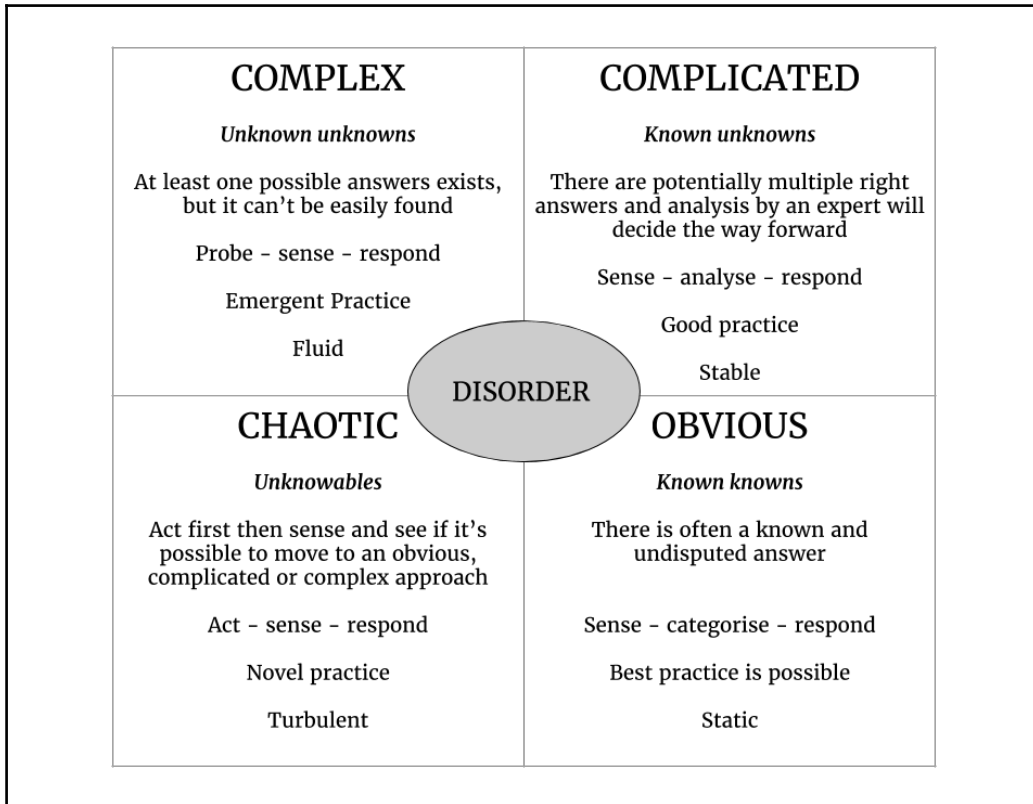 COMPLEX
Unknown unknowns
At least one possible answers exists,
but it can’t be easily found
Probe - sense - respond
Emergent Practice
Fluid
COMPLICATED
Known unknowns
There are potentially multiple right
answers and analysis by an expert will
decide the way forward
Sense - analyse - respond
Good practice
Stable
DISORDER
CHAOTIC
Unknowables
Act first then sense and see if it’s
possible to move to an obvious,
complicated or complex approach
Act - sense - respond
Novel practice
Turbulent
OBVIOUS
Known knowns
There is often a known and
undisputed answer
Sense - categorise - respond
Best practice is possible
Static